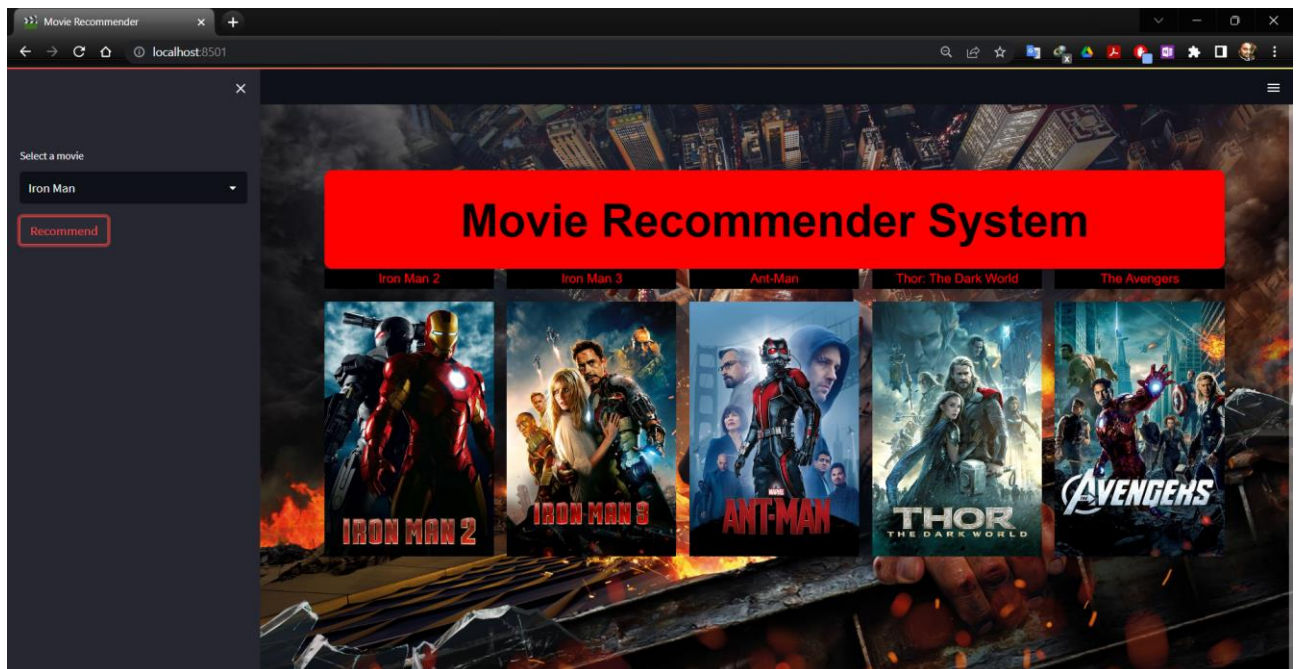 Movie Recommender
localhost:8501
Select a movie
Iron Man
Recommend
Movie Recommender System
Iron Man 2
Iron Man 3
Ant-Man
Thor: The Dark World
The Avengers
IRON MAN 2
IRON MAN 3
MARVEL
ANT-MAN
THOR
THE DARK WORLD
THE
AVENGERS